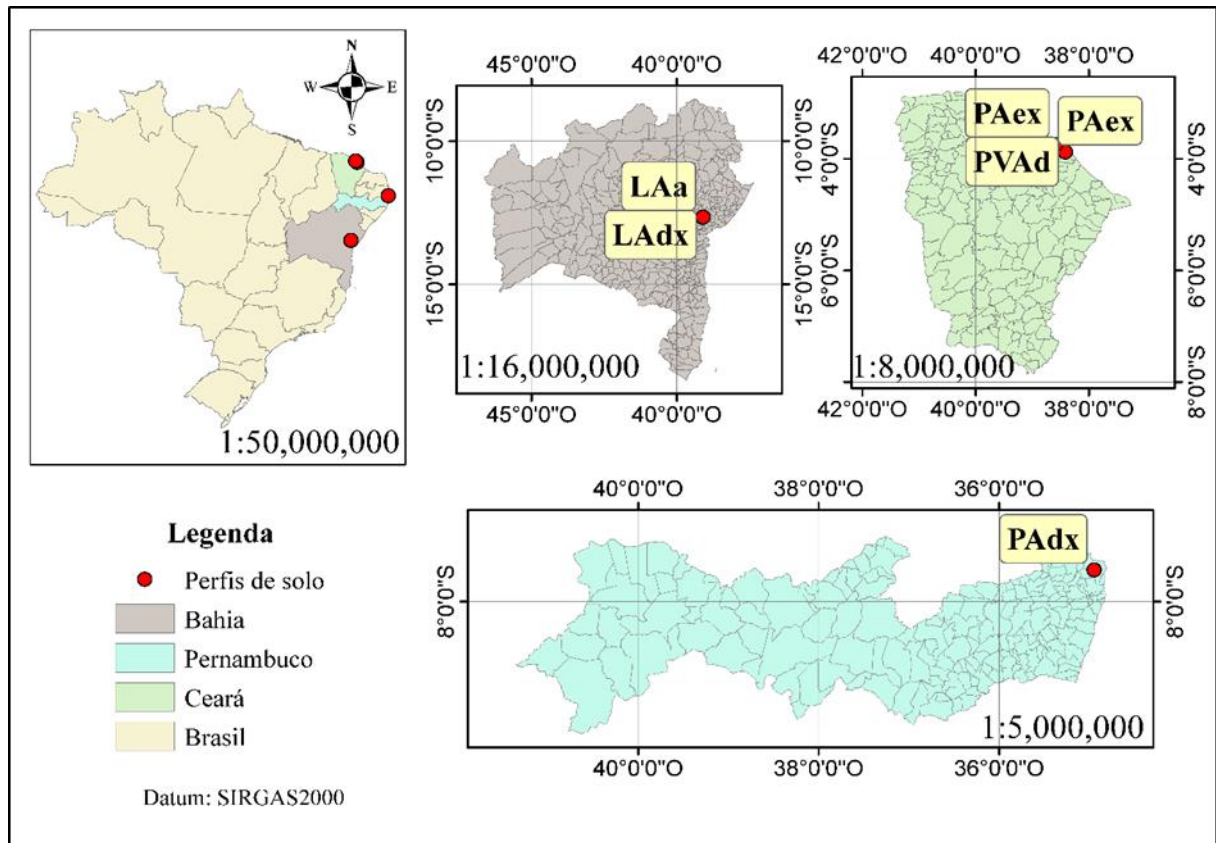 N
W E
S
1:50,000,000
45°0'0"O 40°0'0"O
10°0'0"S
15°0'0"S
LAa
LAdx
1:16,000,000
10°0'0"S
15°0'0"S
45°0'0"O 40°0'0"O
42°0'0"O 40°0'0"O 38°0'0"O
4°0'0"S
6°0'0"S
8°0'0"S
PAex
PAex
PVAd
1:8,000,000
4°0'0"S
6°0'0"S
8°0'0"S
42°0'0"O 40°0'0"O 38°0'0"O
Legenda
Perfis de solo
Bahia
Pernambuco
Ceará
Brasil
Datum: SIRGAS2000
40°0'0"O 38°0'0"O 36°0'0"O
8°0'0"S
PAdx
1:5,000,000
8°0'0"S
40°0'0"O 38°0'0"O 36°0'0"O